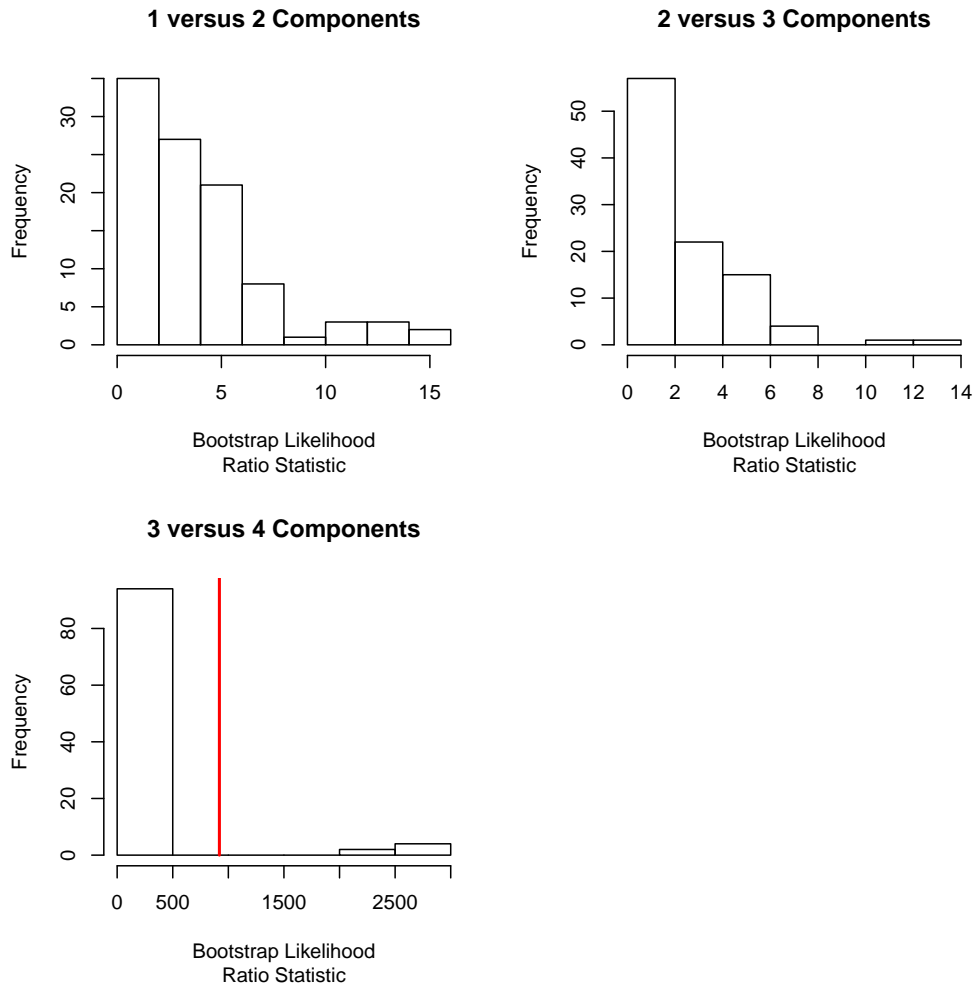 1 versus 2 Components
Frequency
0
5
10
20
30
0
5
10
15
Bootstrap Likelihood
Ratio Statistic
2 versus 3 Components
Frequency
0
10
20
30
40
50
0
2
4
6
8
10
12
14
Bootstrap Likelihood
Ratio Statistic
3 versus 4 Components
Frequency
0
20
40
60
80
0
500
1500
2500
Bootstrap Likelihood
Ratio Statistic